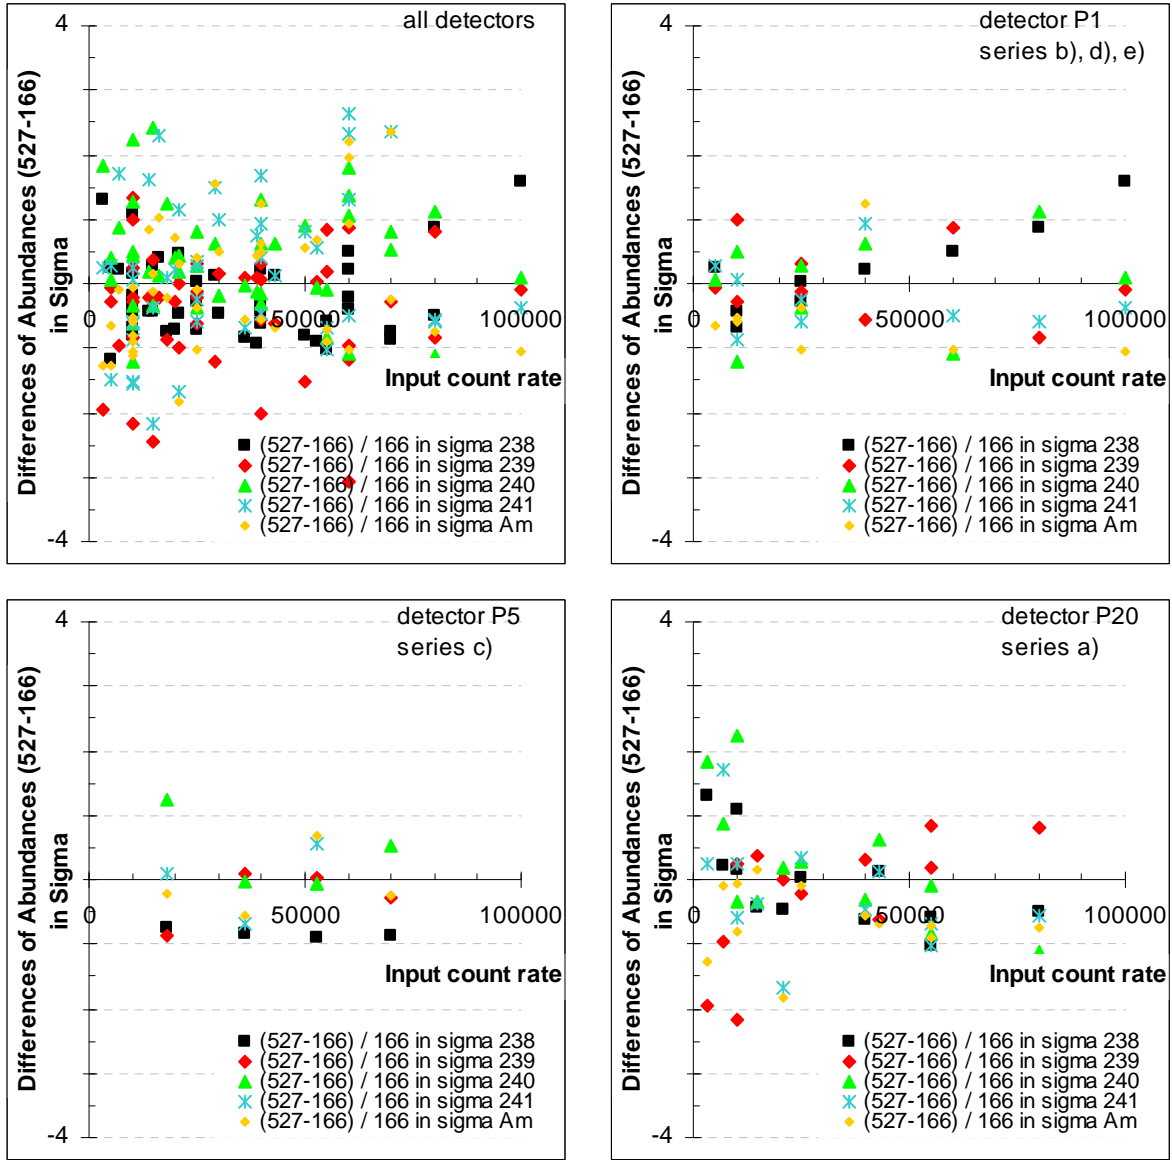 all detectors
4
Differences of Abundances (527-166)
in Sigma
0
50000
100000
Input count rate
(527-166) / 166 in sigma 238
(527-166) / 166 in sigma 239
(527-166) / 166 in sigma 240
(527-166) / 166 in sigma 241
(527-166) / 166 in sigma Am
-4
detector P1
series b), d), e)
4
Differences of Abundances (527-166)
in Sigma
0
50000
100000
Input count rate
(527-166) / 166 in sigma 238
(527-166) / 166 in sigma 239
(527-166) / 166 in sigma 240
(527-166) / 166 in sigma 241
(527-166) / 166 in sigma Am
-4
detector P5
series c)
4
Differences of Abundances (527-166)
in Sigma
0
50000
100000
Input count rate
(527-166) / 166 in sigma 238
(527-166) / 166 in sigma 239
(527-166) / 166 in sigma 240
(527-166) / 166 in sigma 241
(527-166) / 166 in sigma Am
-4
detector P20
series a)
4
Differences of Abundances (527-166)
in Sigma
0
50000
100000
Input count rate
(527-166) / 166 in sigma 238
(527-166) / 166 in sigma 239
(527-166) / 166 in sigma 240
(527-166) / 166 in sigma 241
(527-166) / 166 in sigma Am
-4